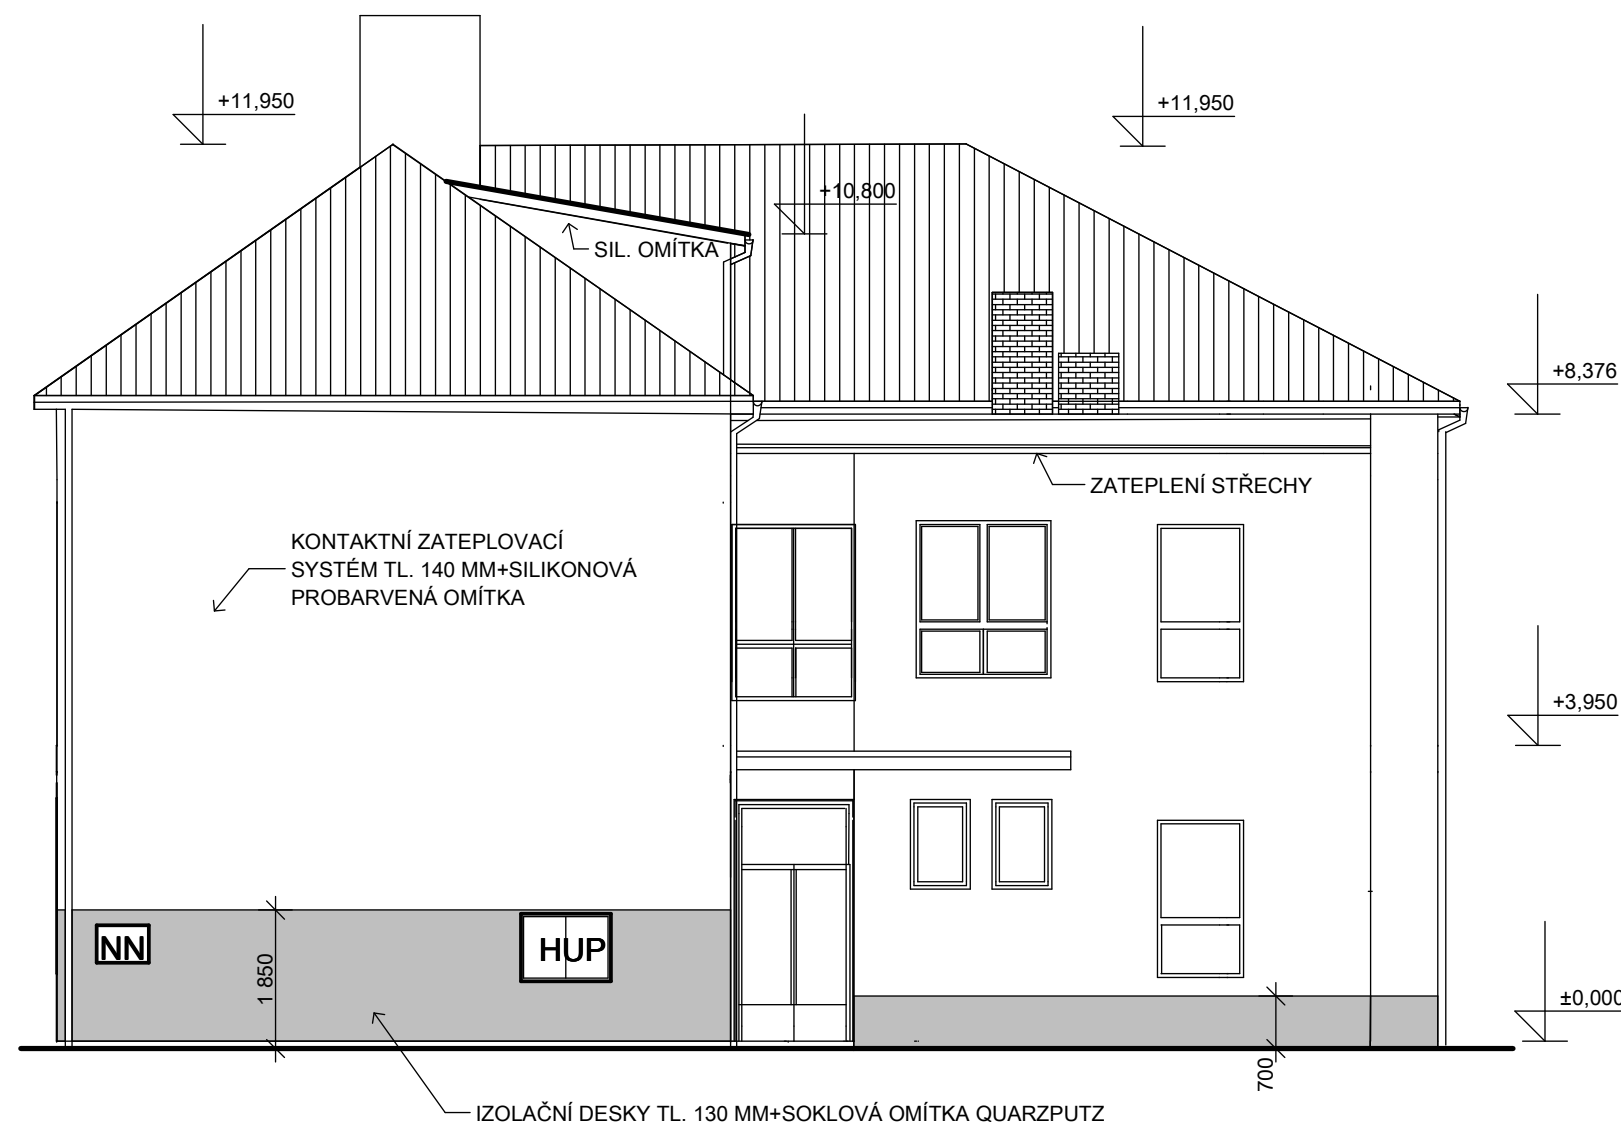 +11,950
+11,950
+10,800
SIL. OMÍTKA
+8,376
ZATEPLENÍ STŘECHY
KONTAKTNÍ ZATEPLOVACÍ
SYSTÉM TL. 140 MM+SILIKONOVÁ
PROBARVENÁ OMÍTKA
+3,950
NN
HUP
1 850
±0,000
700
IZOLAČNÍ DESKY TL. 130 MM+SOKLOVÁ OMÍTKA QUARZPUTZ